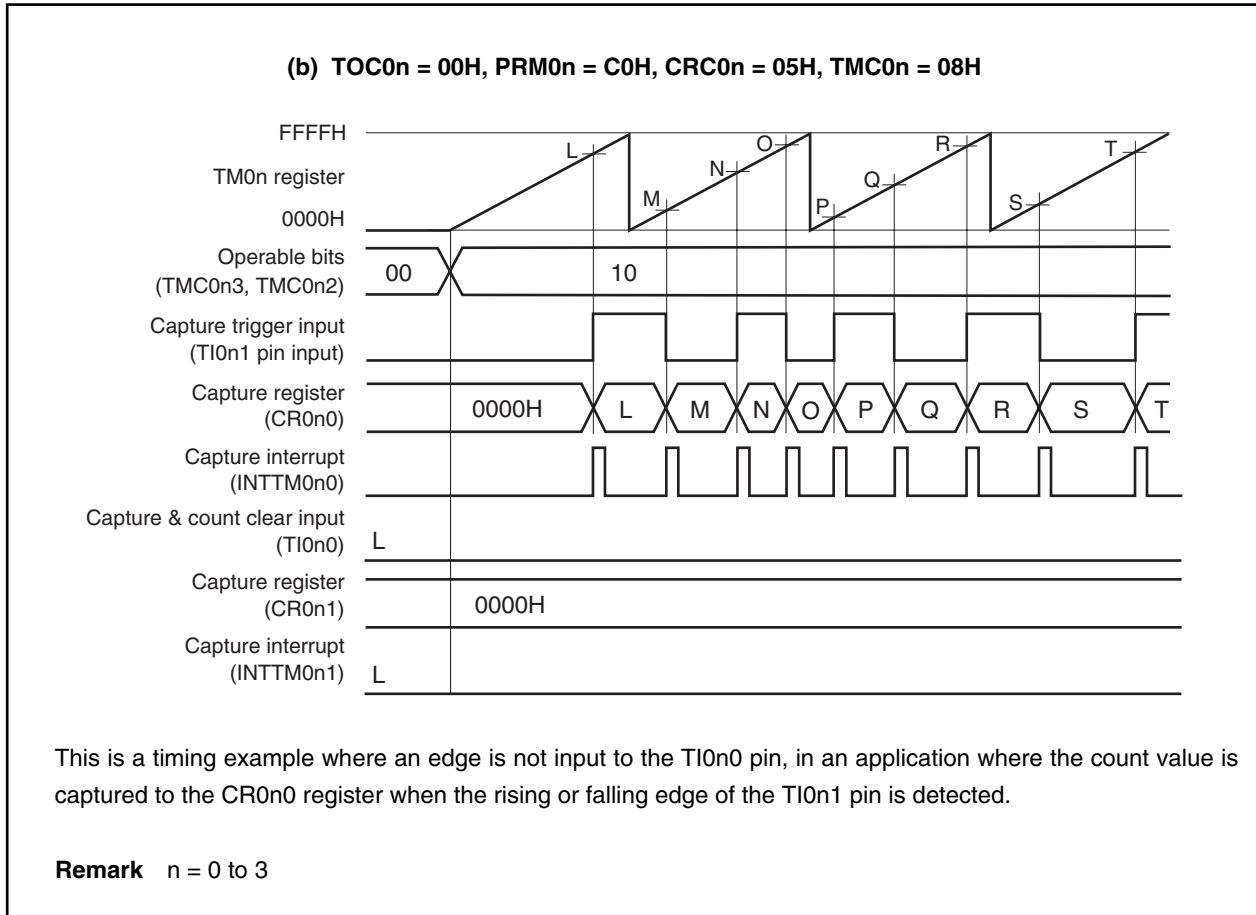 (b) TOC0n = 00H, PRM0n = C0H, CRC0n = 05H, TMC0n = 08H
FFFFH
TM0n register
0000H
L
M
N
O
P
Q
R
S
T
Operable bits
(TMC0n3, TMC0n2)
00
10
Capture trigger input
(TI0n1 pin input)
Capture register
(CR0n0)
0000H
L
M
N
O
P
Q
R
S
T
Capture interrupt
(INTTM0n0)
Capture & count clear input
(TI0n0)
L
Capture register
(CR0n1)
0000H
Capture interrupt
(INTTM0n1)
L
This is a timing example where an edge is not input to the TI0n0 pin, in an application where the count value is
captured to the CR0n0 register when the rising or falling edge of the TI0n1 pin is detected.
Remark n = 0 to 3